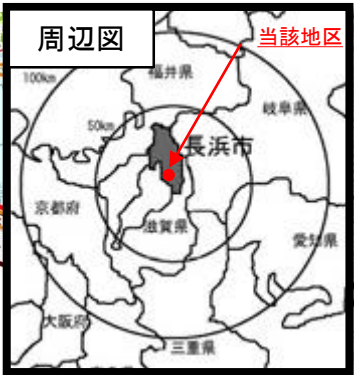 周辺図
当該地区
100km
福井県
岐阜県
50km
長浜市
京都府
滋賀県
愛知県
大阪府
三重県